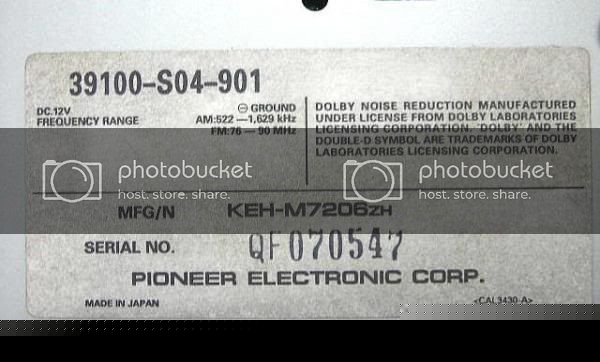 39100-S04-901
DC.12V ⊖ GROUND
FREQUENCY RANGE AM:522 — 1,629 kHz
FM:76 — 90 MHz
DOLBY NOISE REDUCTION MANUFACTURED
UNDER LICENSE FROM DOLBY LABORATORIES
LICENSING CORPORATION. "DOLBY" AND THE
DOUBLE-D SYMBOL ARE TRADEMARKS OF DOLBY
LABORATORIES LICENSING CORPORATION.
photobucket
host. store. share.
photobucket
host. store. share.
MFG/N KEH-M7206ZH
SERIAL NO. QF070547
PIONEER ELECTRONIC CORP.
MADE IN JAPAN <CAL3430-A>